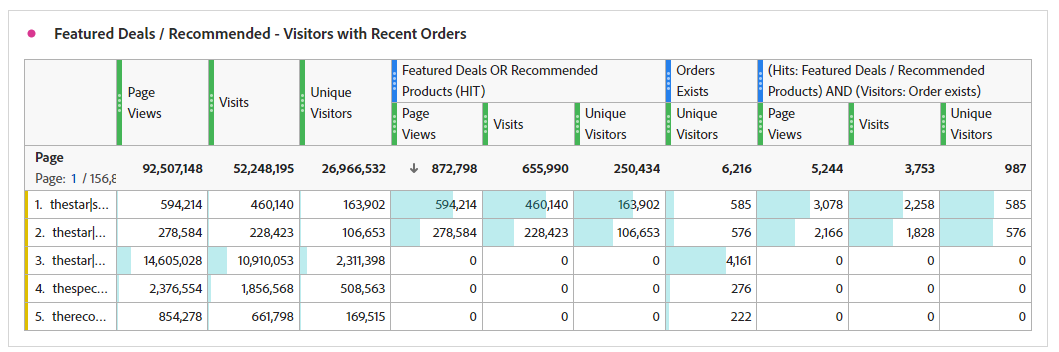 Featured Deals / Recommended - Visitors with Recent Orders
Featured Deals OR Recommended Products (HIT) Orders Exists (Hits: Featured Deals / Recommended Products) AND (Visitors: Order exists)
Page Views Visits Unique Visitors Page Views Visits Unique Visitors Unique Visitors Page Views Visits Unique Visitors
Page 92,507,148 52,248,195 26,966,532 ↓ 872,798 655,990 250,434 6,216 5,244 3,753 987
Page: 1 / 156,8
1. thestar|s... 594,214 460,140 163,902 594,214 460,140 163,902 585 3,078 2,258 585
2. thestar|... 278,584 228,423 106,653 278,584 228,423 106,653 576 2,166 1,828 576
3. thestar|... 14,605,028 10,910,053 2,311,398 0 0 0 4,161 0 0 0
4. thespec... 2,376,554 1,856,568 508,563 0 0 0 276 0 0 0
5. thereco... 854,278 661,798 169,515 0 0 0 222 0 0 0